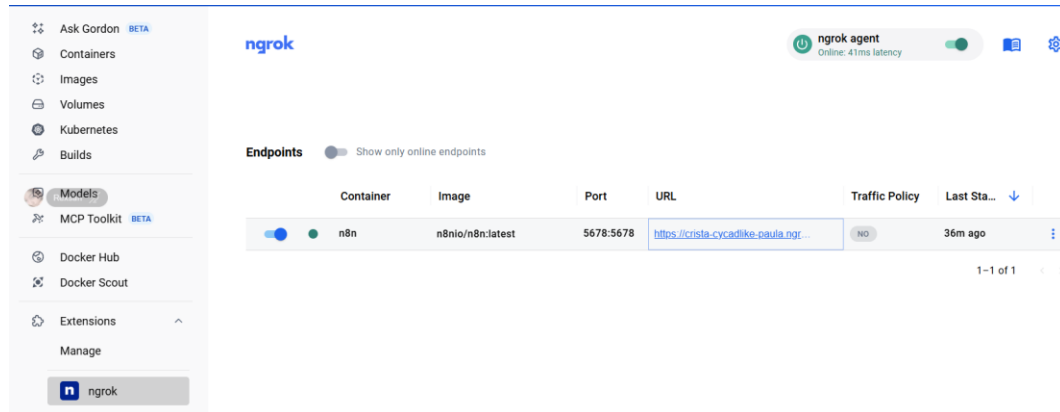 Ask Gordon BETA
Containers
Images
Volumes
Kubernetes
Builds
Models
MCP Toolkit BETA
Docker Hub
Docker Scout
Extensions
Manage
n ngrok
ngrok
ngrok agent
Online: 41ms latency
Endpoints Show only online endpoints
Container Image Port URL Traffic Policy Last Sta...
n8n n8nio/n8n:latest 5678:5678 https://crista-cycadlike-paula.ngr... NO 36m ago
1–1 of 1